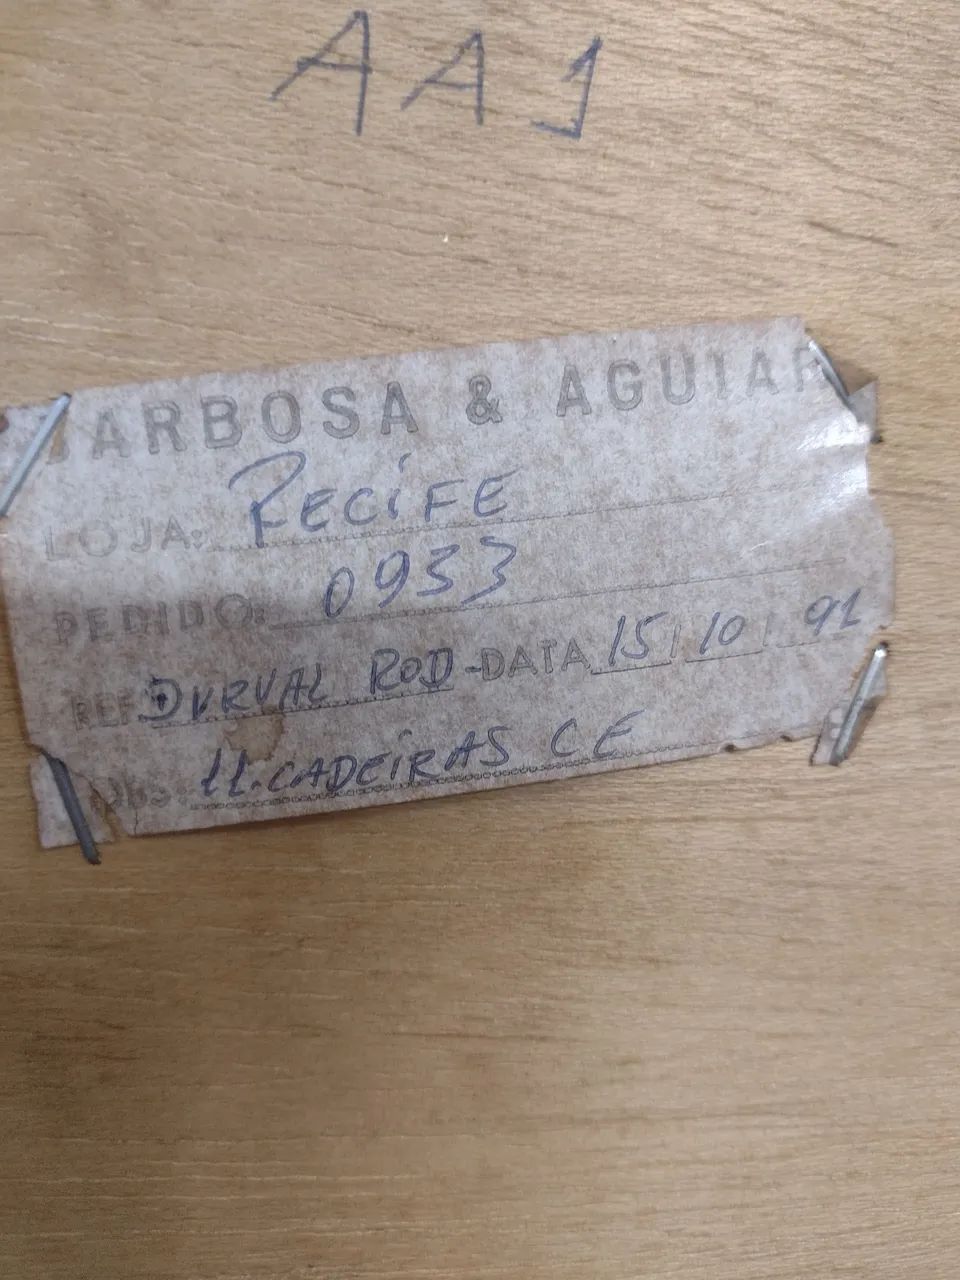 AA1
BARBOSA & AGUIAR
LOJA: RECIFE
PEDIDO: 0933
REF: DURVAL ROD - DATA 15/10/91
Obs: 11. CADEIRAS CE